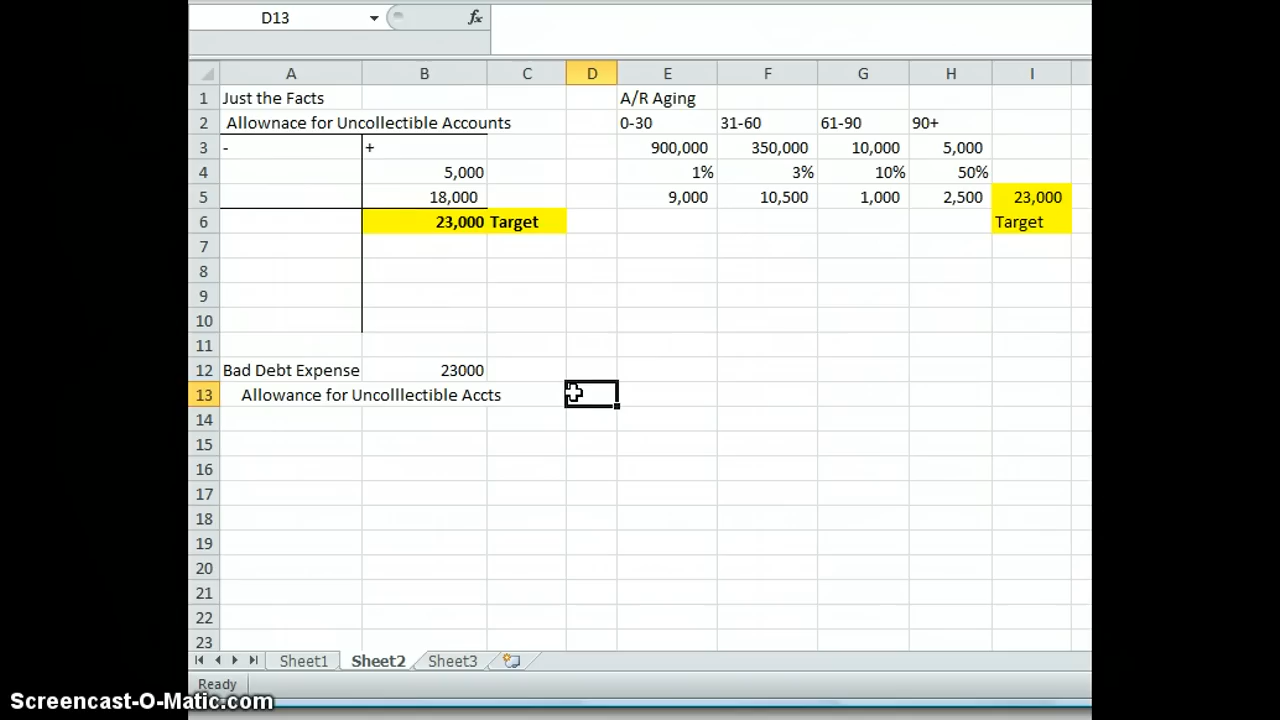 D13 fx
A B C D E F G H I
1 Just the Facts A/R Aging
2 Allownace for Uncollectible Accounts 0-30 31-60 61-90 90+
3 - + 900,000 350,000 10,000 5,000
4 5,000 1% 3% 10% 50%
5 18,000 9,000 10,500 1,000 2,500 23,000
6 23,000 Target Target
7
8
9
10
11
12 Bad Debt Expense 23000
13 Allowance for Uncolllectible Accts
14
15
16
17
18
19
20
21
22
23
Sheet1 Sheet2 Sheet3
Ready
Screencast-O-Matic.com